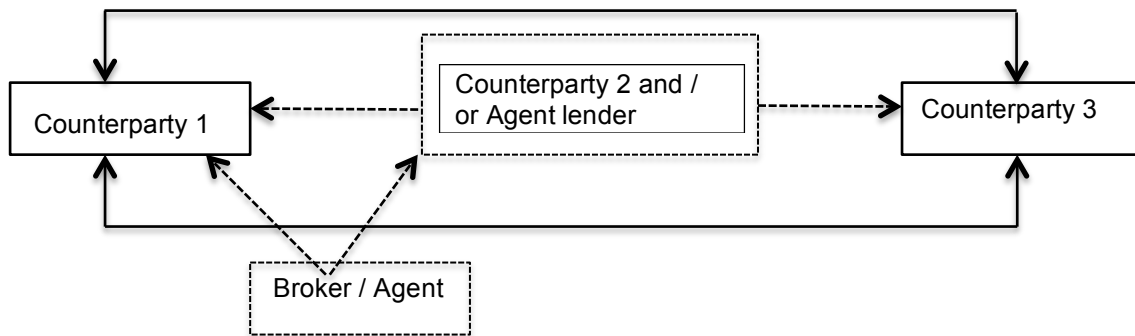 Counterparty 1
Counterparty 2 and /
or Agent lender
Counterparty 3
Broker / Agent